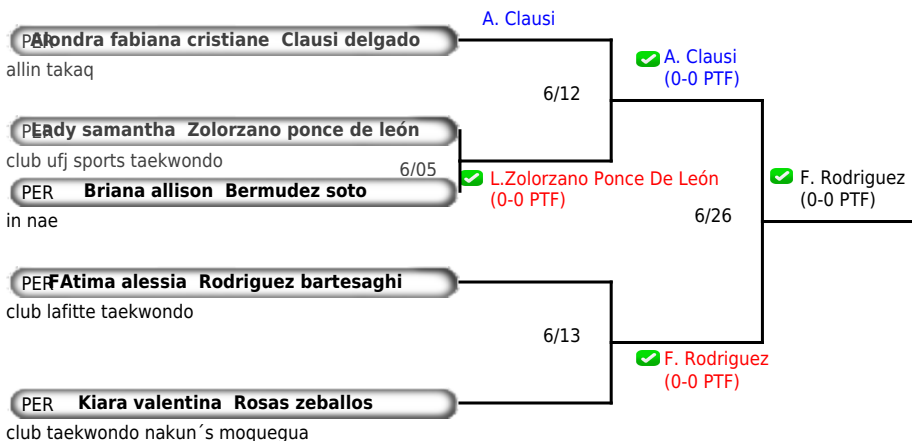 A. Clausi
PER Alondra fabiana cristiane Clausi delgado
allin takaq
A. Clausi
(0-0 PTF)
6/12
PER Lady samantha Zolorzano ponce de león
club ufj sports taekwondo
6/05
L.Zolorzano Ponce De León
(0-0 PTF)
PER Briana allison Bermudez soto
in nae
F. Rodriguez
(0-0 PTF)
6/26
PER FAtima alessia Rodriguez bartesaghi
club lafitte taekwondo
6/13
F. Rodriguez
(0-0 PTF)
PER Kiara valentina Rosas zeballos
club taekwondo nakun´s moquegua